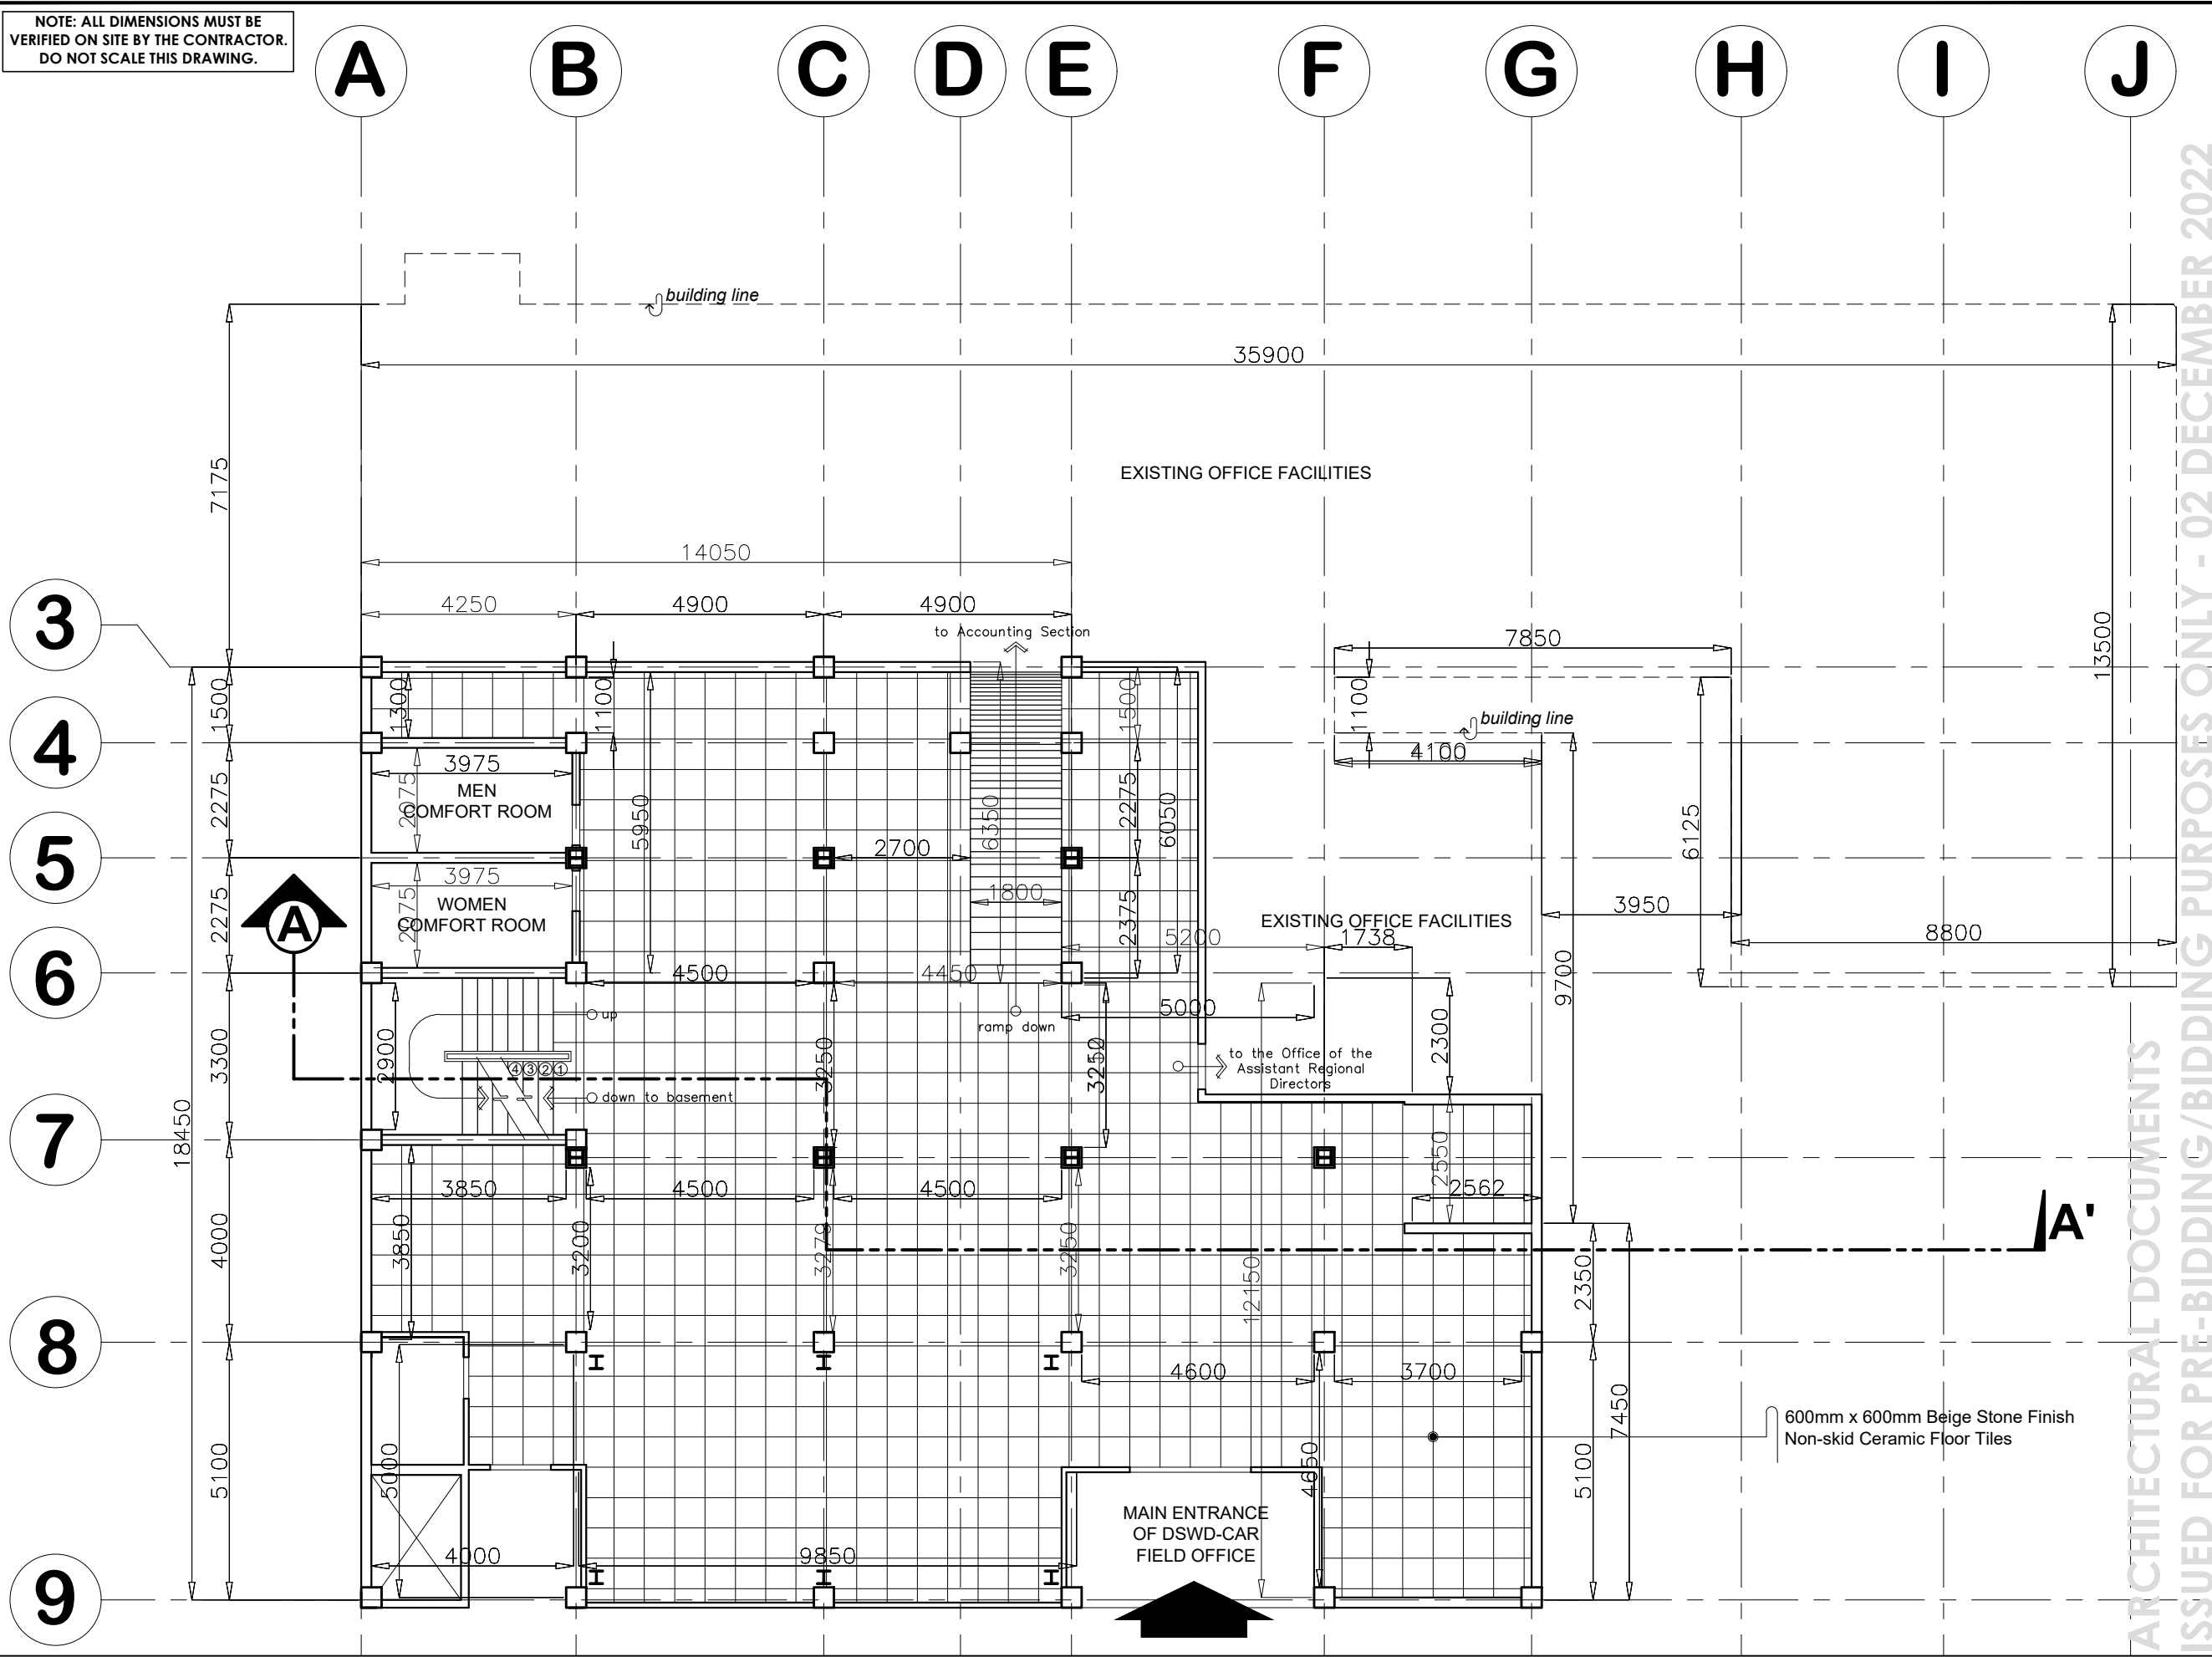 NOTE: ALL DIMENSIONS MUST BE
VERIFIED ON SITE BY THE CONTRACTOR.
DO NOT SCALE THIS DRAWING.
A B C D E F G H I J
building line
35900
7175
EXISTING OFFICE FACILITIES
14050
4250 4900 4900
to Accounting Section
3
7850
13500
1500
1300
1100
1500
1100
building line
4100
4
3975
MEN
COMFORT ROOM
2075
2275
5950
6350
2275
6050
6125
5
2700
3975
WOMEN
COMFORT ROOM
2075
2275
1800
2375
EXISTING OFFICE FACILITIES
5200
1738
3950
8800
A
6
4500
4450
9700
5000
up
ramp down
2300
3300
2900
3250
3250
4 3 2 1
to the Office of the
Assistant Regional
Directors
down to basement
18450
7
2550
3850
4500
4500
2562
A'
4000
3850
3200
3279
3250
12150
2350
8
4600
3700
7450
600mm x 600mm Beige Stone Finish
Non-skid Ceramic Floor Tiles
5100
5000
4650
5100
MAIN ENTRANCE
OF DSWD-CAR
FIELD OFFICE
4000
9850
9
ARCHITECTURAL DOCUMENTS
ISSUED FOR PRE-BIDDING/BIDDING PURPOSES ONLY - 02 DECEMBER 2022